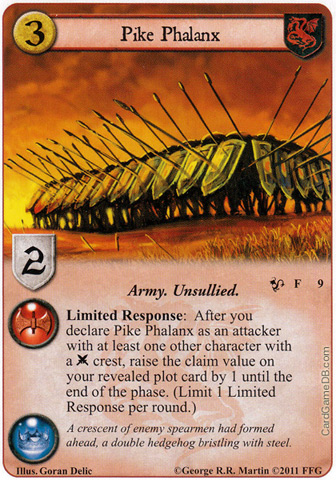 3
Pike Phalanx
2
Army. Unsullied.
F 9
Limited Response: After you
declare Pike Phalanx as an attacker
with at least one other character with
a crest, raise the claim value on
your revealed plot card by 1 until the
end of the phase. (Limit 1 Limited
Response per round.)
A crescent of enemy spearmen had formed
ahead, a double hedgehog bristling with steel.
Illus. Goran Delic
©George R.R. Martin ©2011 FFG
CardGameDB.com